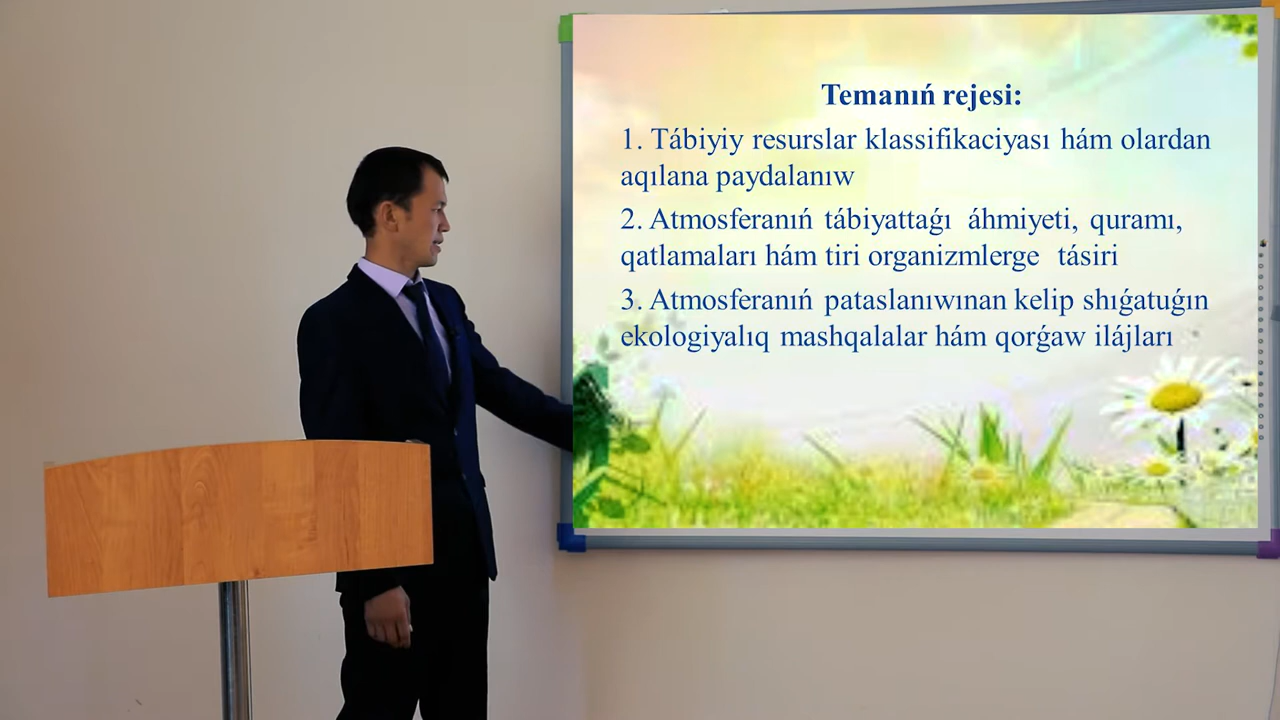 Temanıń rejesi:
1. Tábiyiy resurslar klassifikaciyası hám olardan
aqılana paydalanıw
2. Atmosferanıń tábiyattaǵı áhmiyeti, quramı,
qatlamaları hám tiri organizmlerge tásiri
3. Atmosferanıń pataslanıwınan kelip shıǵatuǵın
ekologiyalıq mashqalalar hám qorǵaw ilájları